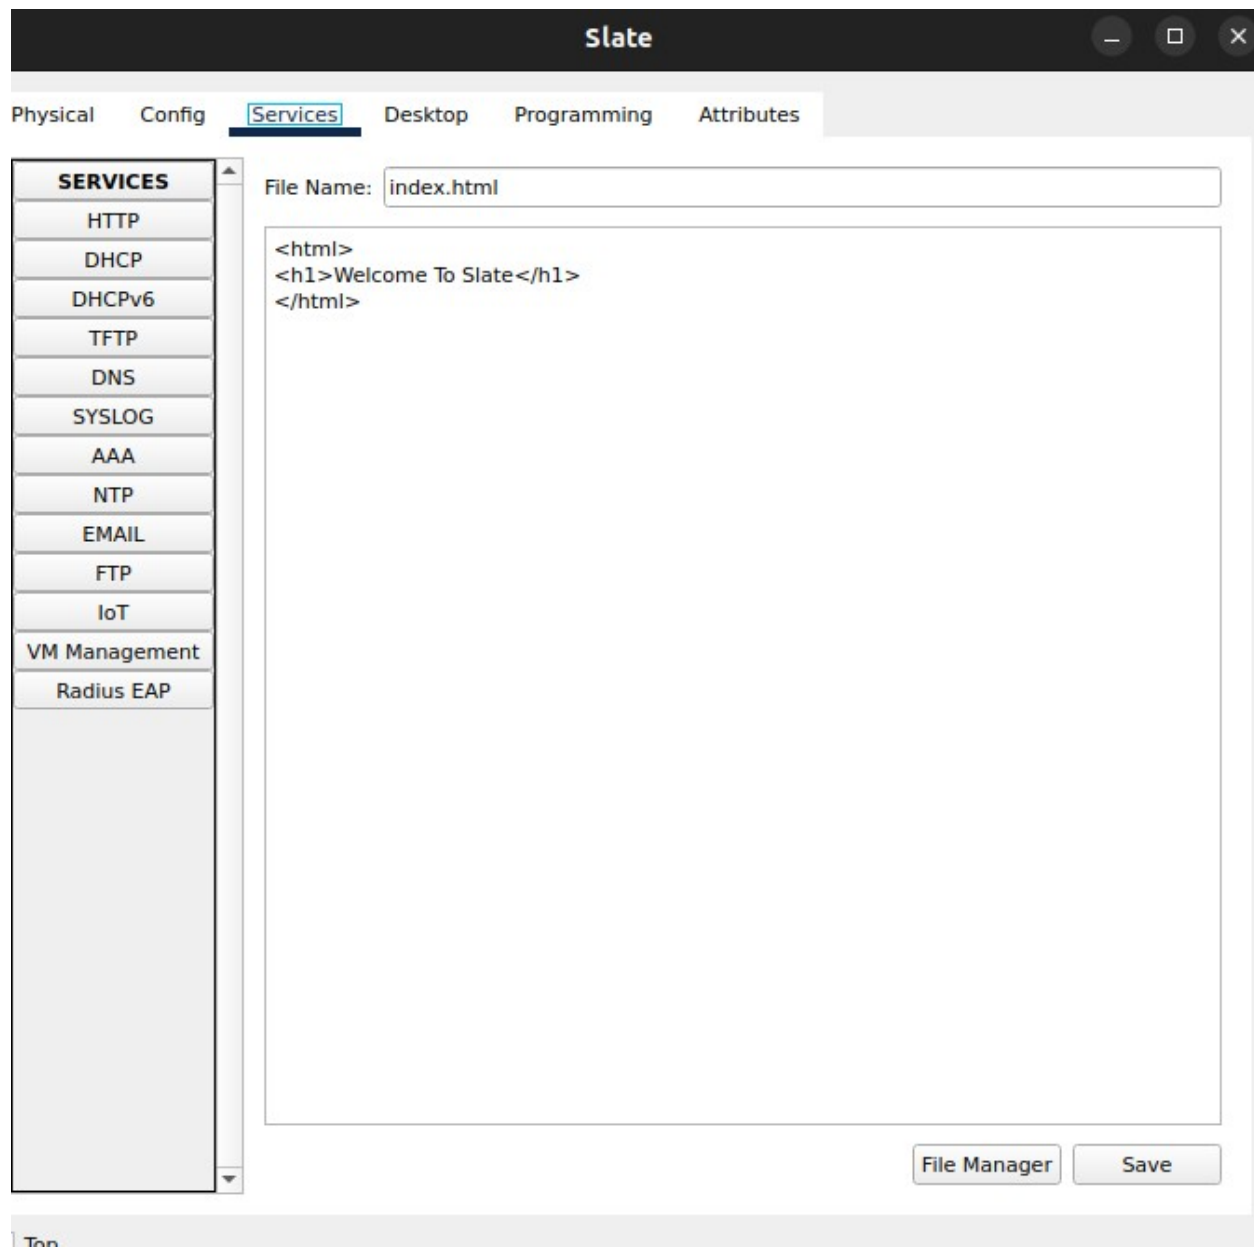 Slate
Physical Config Services Desktop Programming Attributes
SERVICES
HTTP
DHCP
DHCPv6
TFTP
DNS
SYSLOG
AAA
NTP
EMAIL
FTP
IoT
VM Management
Radius EAP
File Name: index.html
<html>
<h1>Welcome To Slate</h1>
</html>
File Manager Save
Top